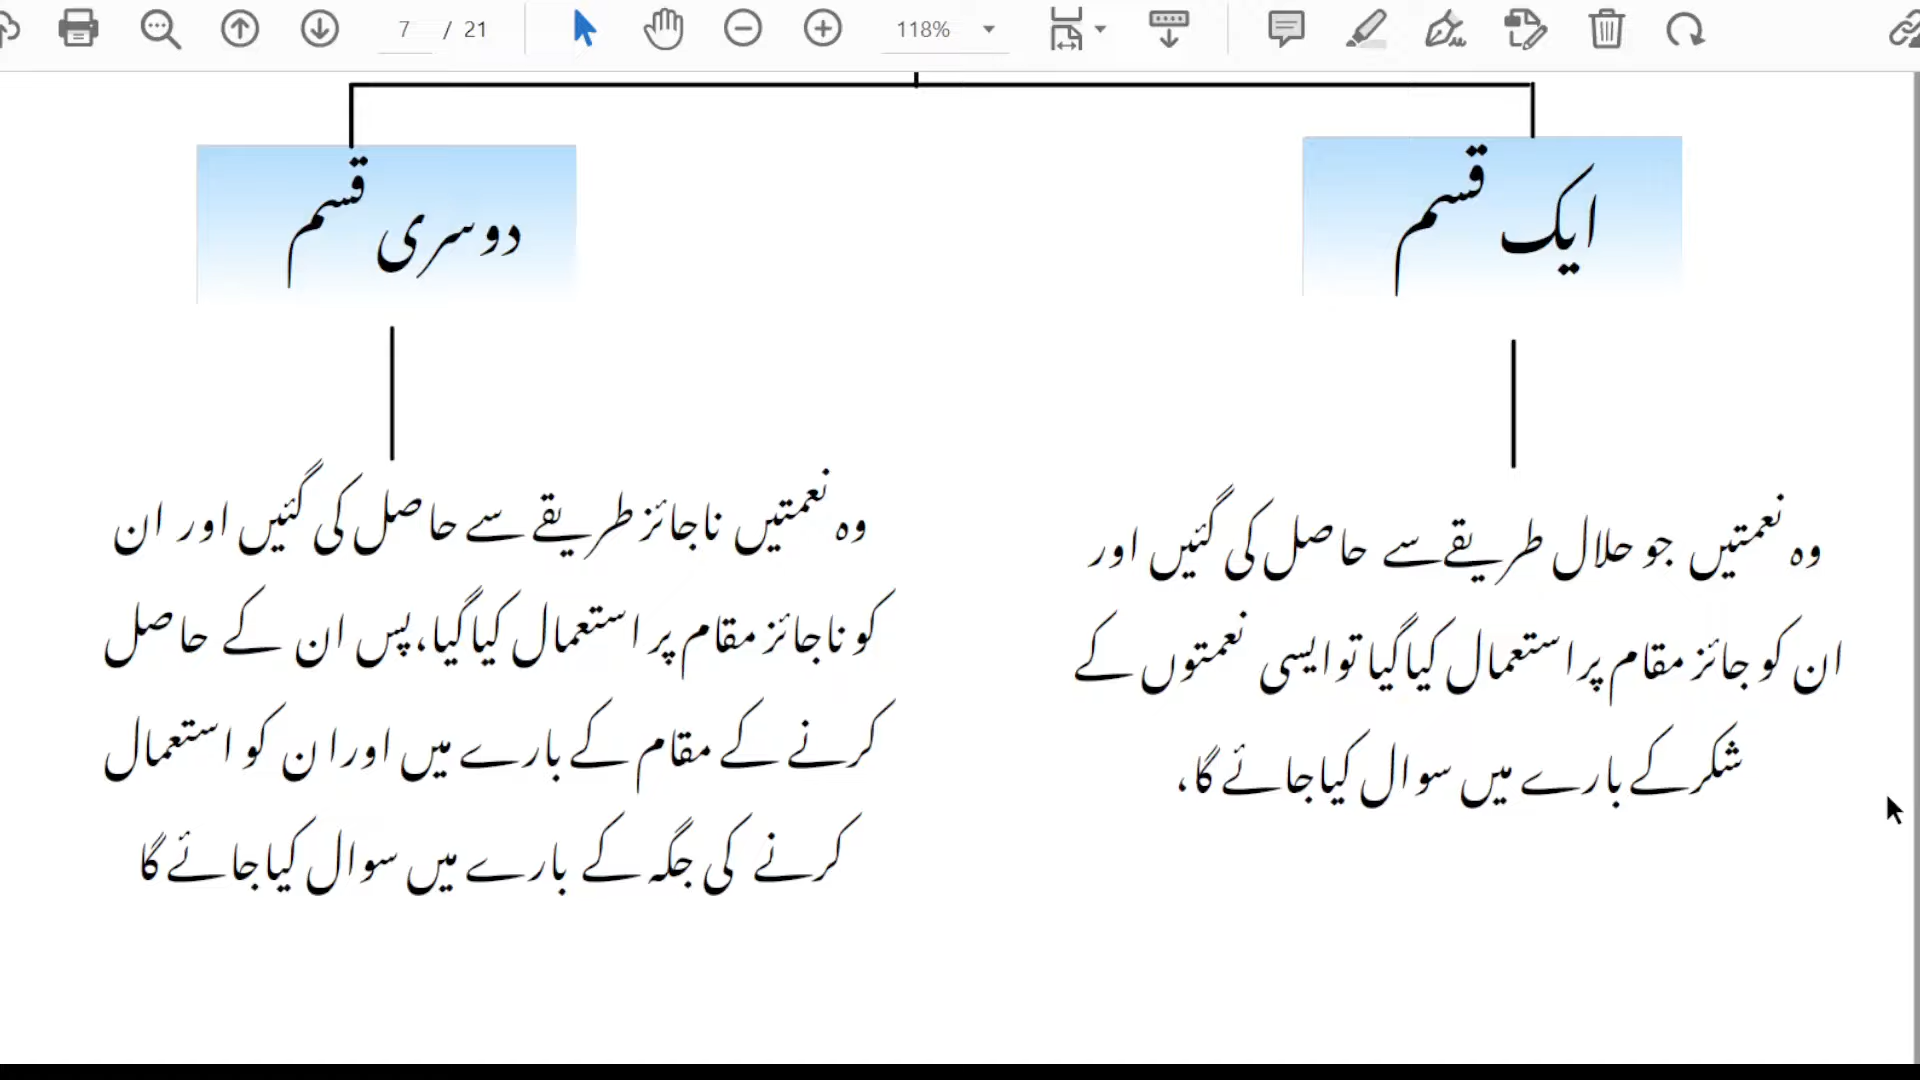 7 / 21
118%
ایک قسم
دوسری قسم
وہ نعمتیں جو حلال طریقے سے حاصل کی گئیں اور
ان کو جائز مقام پر استعمال کیا گیا تو ایسی نعمتوں کے
شکر کے بارے میں سوال کیا جائے گا،
وہ نعمتیں ناجائز طریقے سے حاصل کی گئیں اور ان
کو ناجائز مقام پر استعمال کیا گیا، پس ان کے حاصل
کرنے کے مقام کے بارے میں اور ان کو استعمال
کرنے کی جگہ کے بارے میں سوال کیا جائے گا